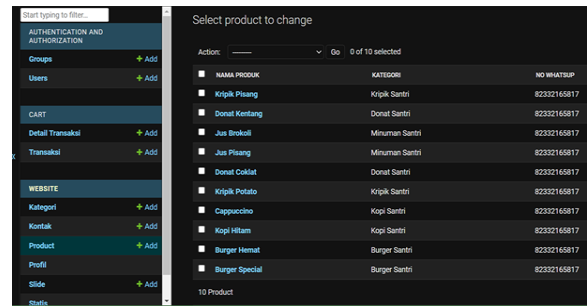 Start typing to filter...
AUTHENTICATION AND
AUTHORIZATION
Groups + Add
Users + Add
CART
Detail Transaksi + Add
Transaksi + Add
WEBSITE
Kategori + Add
Kontak + Add
Product + Add
Profil
Slide + Add
Statis
Select product to change
Action: -------- Go 0 of 10 selected
NAMA PRODUK KATEGORI NO WHATSUP
Kripik Pisang Kripik Santri 82332165817
Donat Kentang Donat Santri 82332165817
Jus Brokoli Minuman Santri 82332165817
Jus Pisang Minuman Santri 82332165817
Donat Coklat Donat Santri 82332165817
Kripik Potato Kripik Santri 82332165817
Cappuccino Kopi Santri 82332165817
Kopi Hitam Kopi Santri 82332165817
Burger Hemat Burger Santri 82332165817
Burger Special Burger Santri 82332165817
10 Product